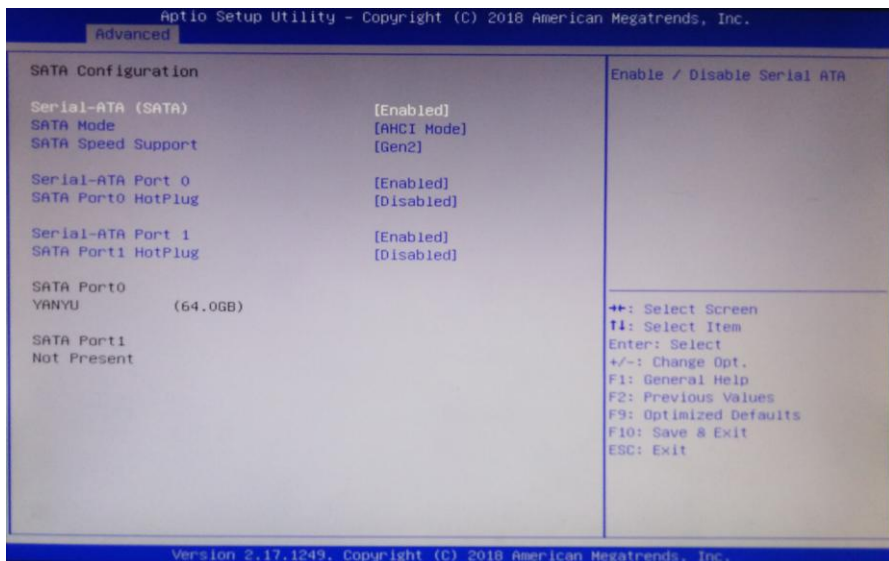 Aptio Setup Utility – Copyright (C) 2018 American Megatrends, Inc.
Advanced
SATA Configuration
Serial-ATA (SATA) [Enabled]
SATA Mode [AHCI Mode]
SATA Speed Support [Gen2]
Serial-ATA Port 0 [Enabled]
SATA Port0 HotPlug [Disabled]
Serial-ATA Port 1 [Enabled]
SATA Port1 HotPlug [Disabled]
SATA Port0
YANYU (64.0GB)
SATA Port1
Not Present
Enable / Disable Serial ATA
→←: Select Screen
↑↓: Select Item
Enter: Select
+/-: Change Opt.
F1: General Help
F2: Previous Values
F9: Optimized Defaults
F10: Save & Exit
ESC: Exit
Version 2.17.1249. Copyright (C) 2018 American Megatrends, Inc.